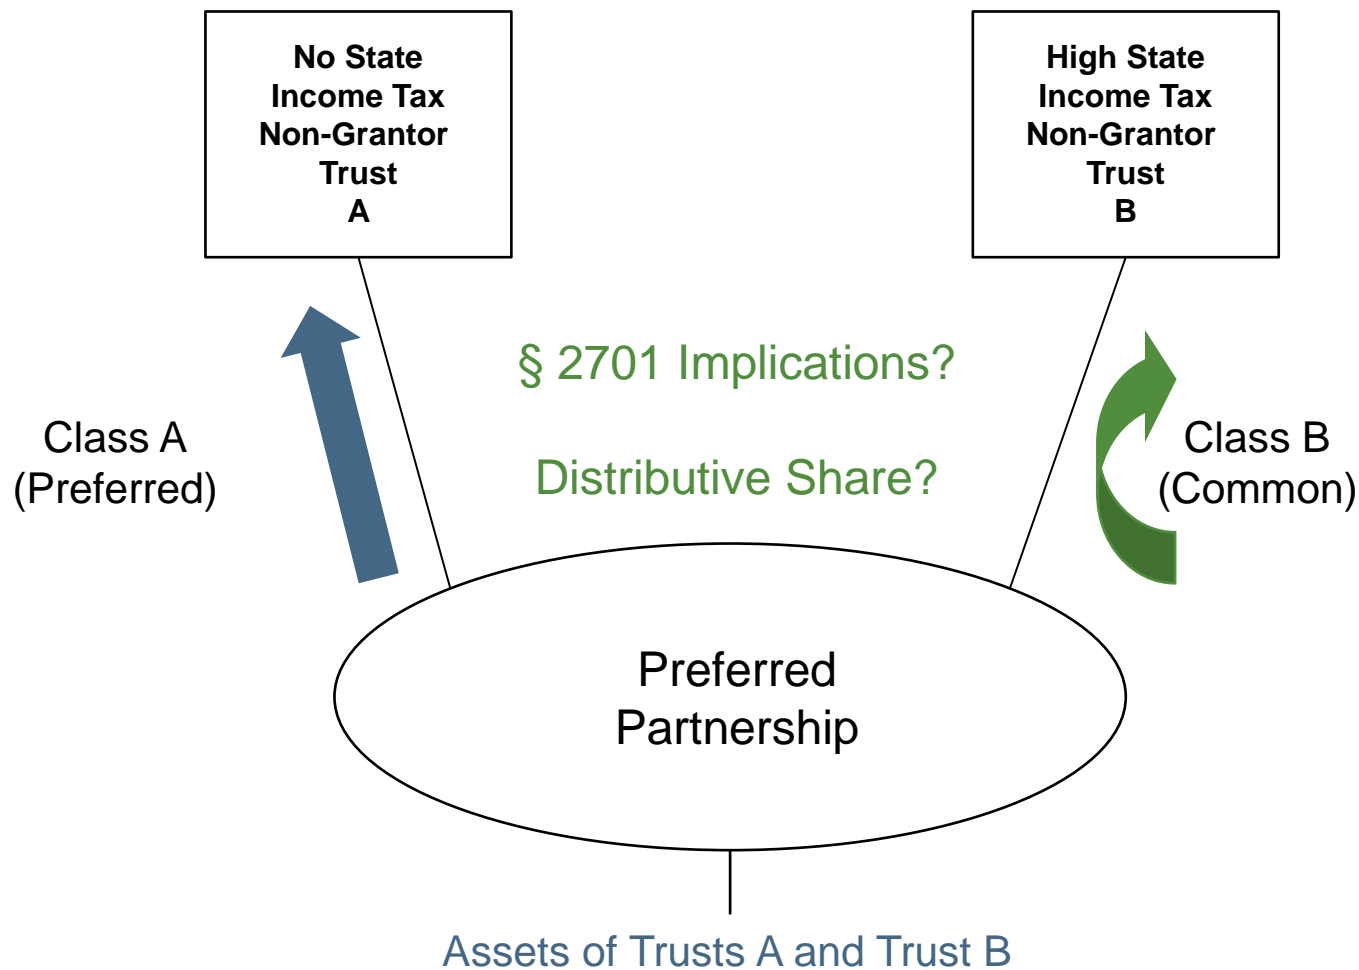 No State
Income Tax
Non-Grantor
Trust
A
High State
Income Tax
Non-Grantor
Trust
B
§ 2701 Implications?
Class A
(Preferred)
Distributive Share?
Class B
(Common)
Preferred
Partnership
Assets of Trusts A and Trust B